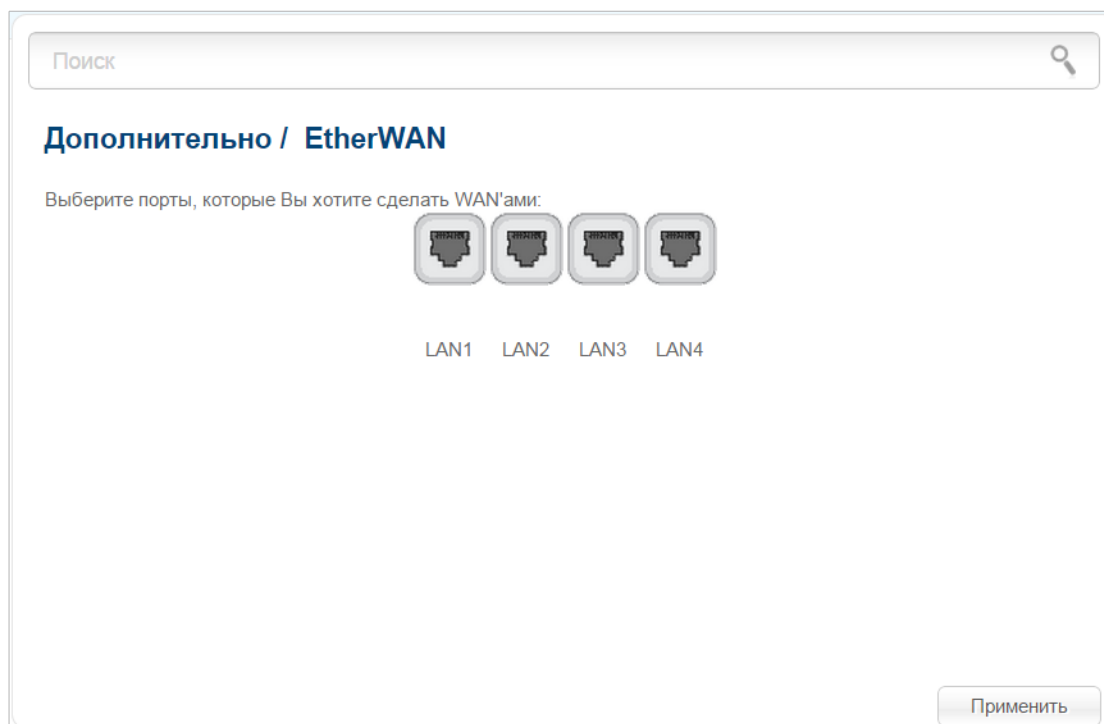 Поиск
Дополнительно / EtherWAN
Выберите порты, которые Вы хотите сделать WAN'ами:
LAN1 LAN2 LAN3 LAN4
Применить